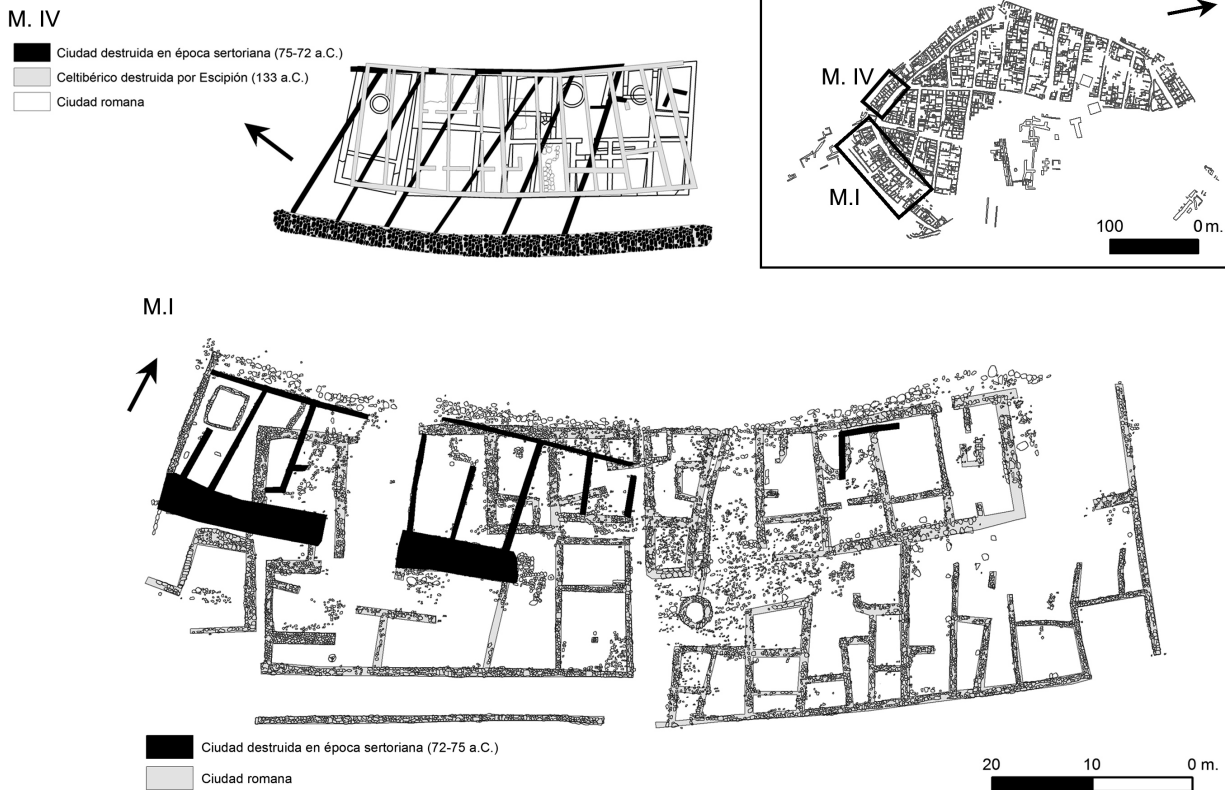 M. IV
Ciudad destruida en época sertoriana (75-72 a.C.)
Celtibérico destruida por Escipión (133 a.C.)
Ciudad romana
M. IV
M.I
100 0 m.
M.I
Ciudad destruida en época sertoriana (72-75 a.C.)
Ciudad romana
20 10 0 m.